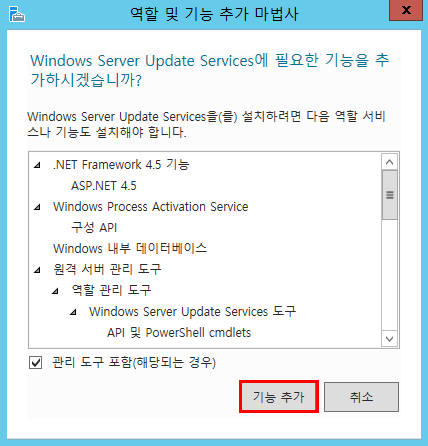 역할 및 기능 추가 마법사
x
Windows Server Update Services에 필요한 기능을 추
가하시겠습니까?
Windows Server Update Services을(를) 설치하려면 다음 역할 서비
스나 기능도 설치해야 합니다.
.NET Framework 4.5 기능
ASP.NET 4.5
Windows Process Activation Service
구성 API
Windows 내부 데이터베이스
원격 서버 관리 도구
역할 관리 도구
Windows Server Update Services 도구
API 및 PowerShell cmdlets
관리 도구 포함(해당되는 경우)
기능 추가
취소